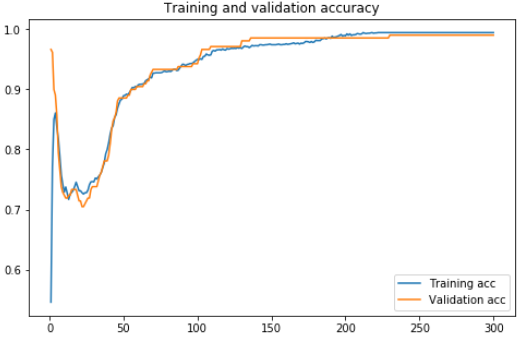 Training and validation accuracy
1.0
0.9
0.8
0.7
0.6
Training acc
Validation acc
0 50 100 150 200 250 300